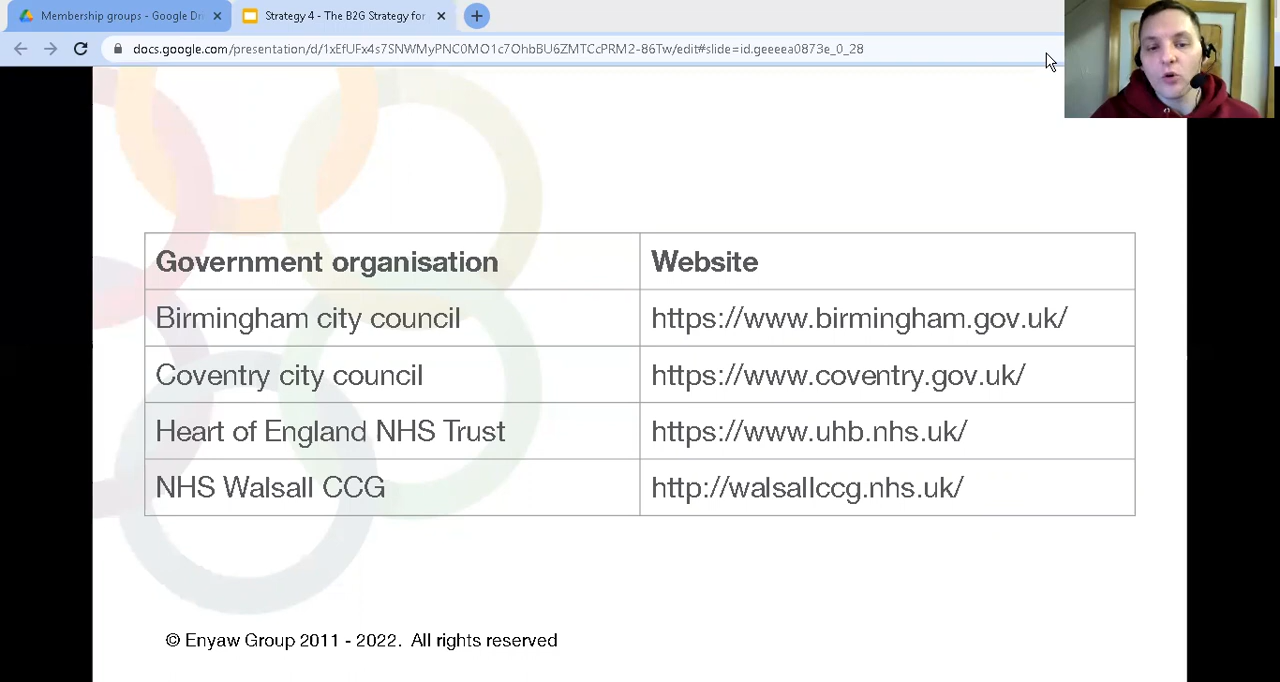 Membership groups - Google Dri
Strategy 4 - The B2G Strategy for
docs.google.com/presentation/d/1xEfUFx4s7SNWMyPNC0MO1c7OhbBU6ZMTCcPRM2-86Tw/edit#slide=id.geeeea0873e_0_28
Government organisation
Website
Birmingham city council
https://www.birmingham.gov.uk/
Coventry city council
https://www.coventry.gov.uk/
Heart of England NHS Trust
https://www.uhb.nhs.uk/
NHS Walsall CCG
http://walsallccg.nhs.uk/
© Enyaw Group 2011 - 2022. All rights reserved